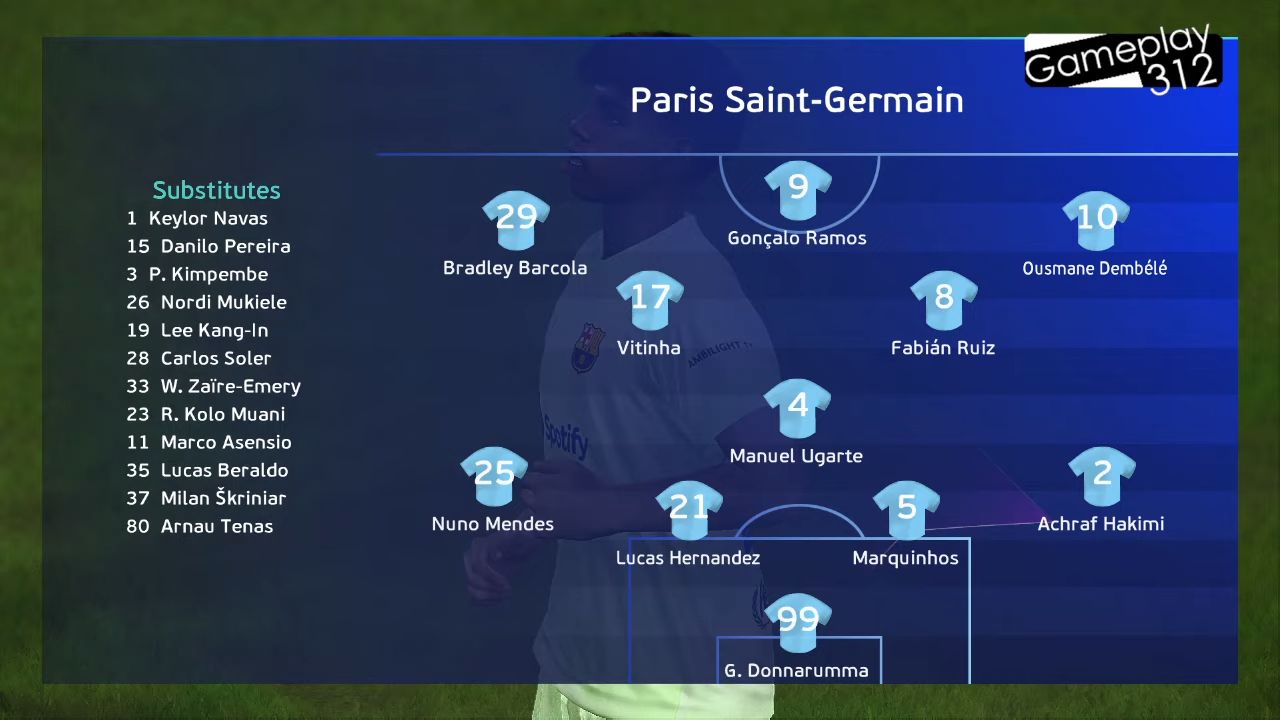 Gameplay
312
Paris Saint-Germain
Substitutes
1 Keylor Navas
15 Danilo Pereira
3 P. Kimpembe
26 Nordi Mukiele
19 Lee Kang-In
28 Carlos Soler
33 W. Zaïre-Emery
23 R. Kolo Muani
11 Marco Asensio
35 Lucas Beraldo
37 Milan Škriniar
80 Arnau Tenas
9
Gonçalo Ramos
29
Bradley Barcola
10
Ousmane Dembélé
17
Vitinha
8
Fabián Ruiz
4
Manuel Ugarte
25
Nuno Mendes
21
Lucas Hernandez
5
Marquinhos
2
Achraf Hakimi
99
G. Donnarumma
AMBILIGHT TV
Spotify